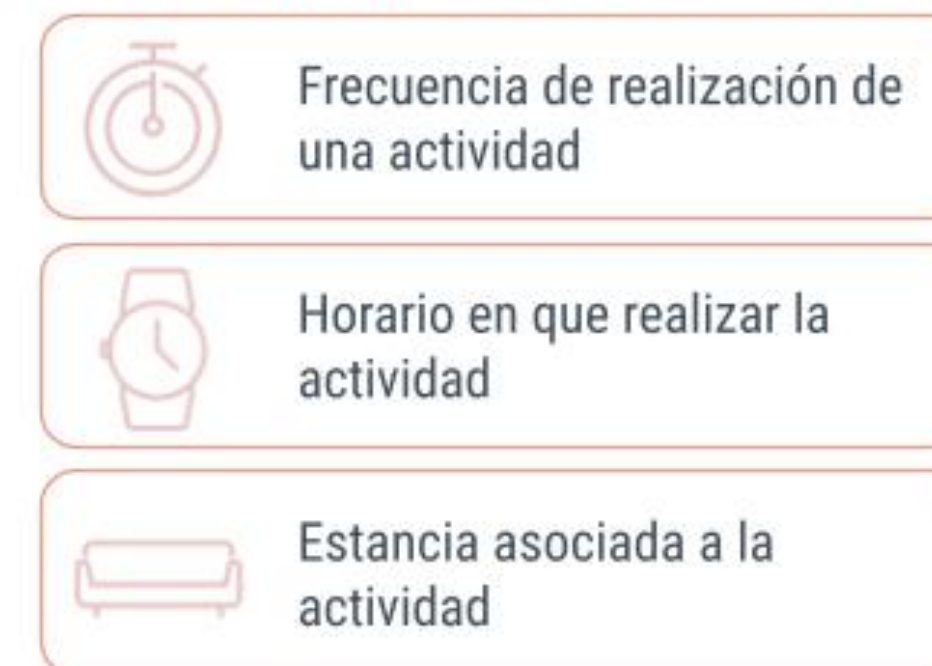 Frecuencia de realización de
una actividad
Horario en que realizar la
actividad
Estancia asociada a la
actividad